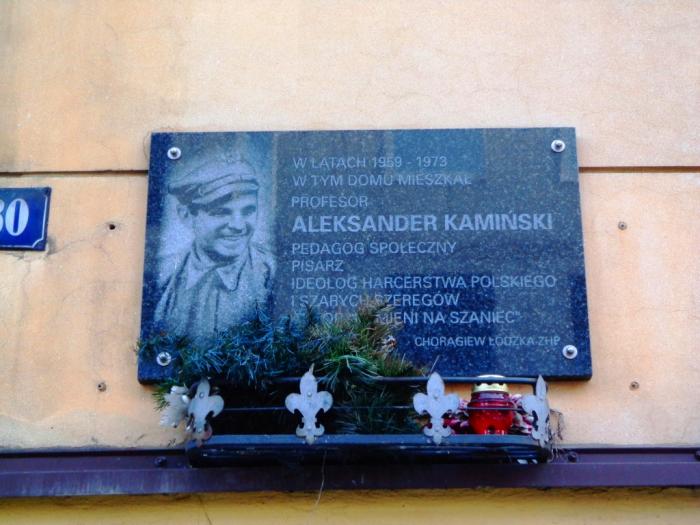 30
W LATACH 1959 - 1973
W TYM DOMU MIESZKAŁ
PROFESOR
ALEKSANDER KAMIŃSKI
PEDAGOG SPOŁECZNY
PISARZ
IDEOLOG HARCERSTWA POLSKIEGO
I SZARYCH SZEREGÓW
NA SZANIEC"
CHORĄGIEW ŁÓDZKA ZHP